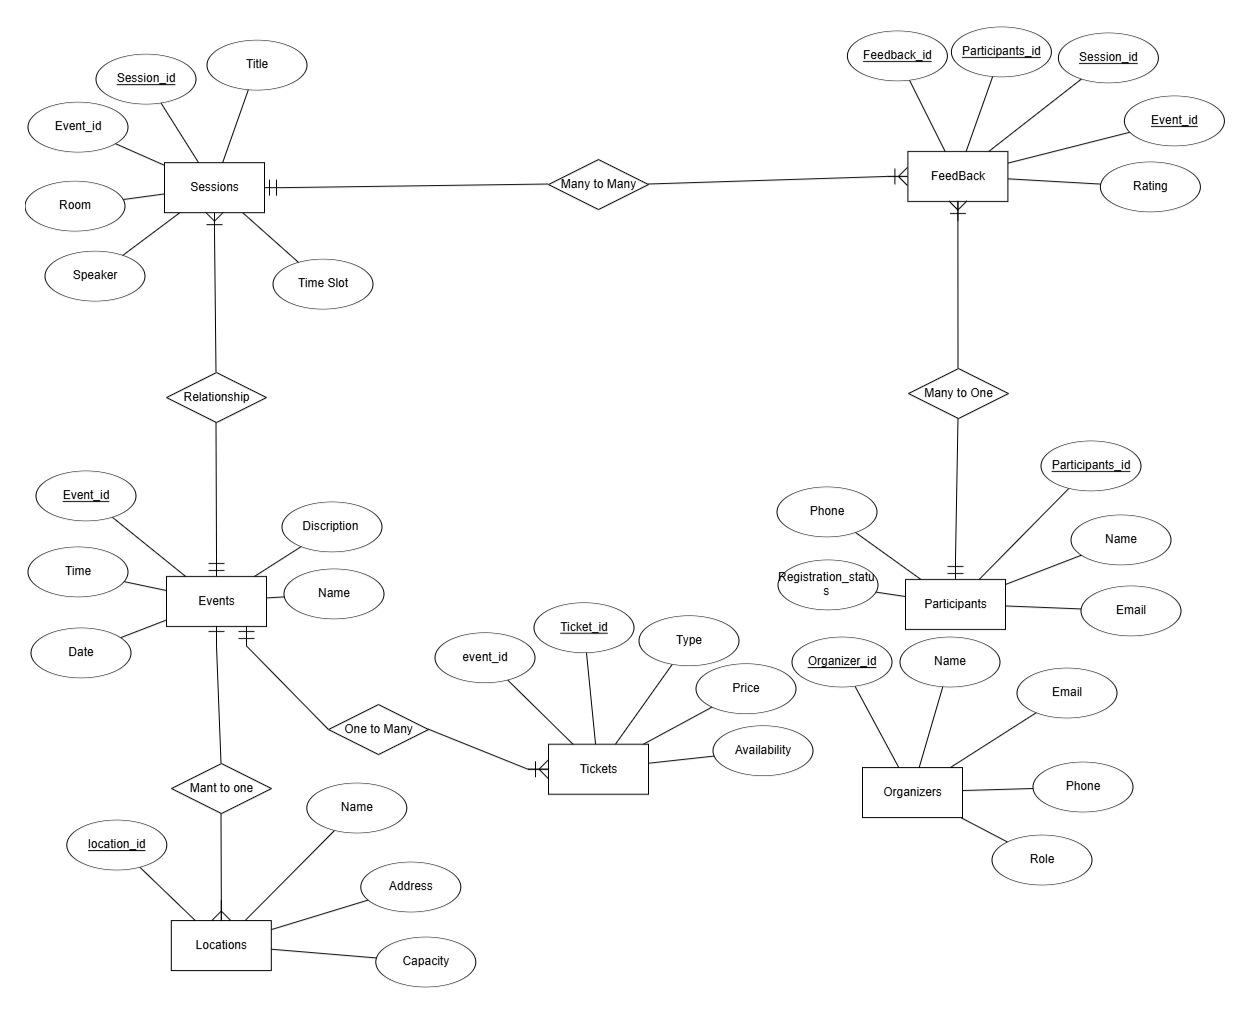 Title
Session_id
Event_id
Sessions
Room
Speaker
Time Slot
Many to Many
Feedback_id
Participants_id
Session_id
Event_id
FeedBack
Rating
Relationship
Many to One
Event_id
Discription
Time
Name
Events
Date
Participants_id
Phone
Name
Registration_statu
s
Participants
Email
Ticket_id
event_id
Type
Price
One to Many
Availability
Tickets
Organizer_id
Name
Email
Organizers
Phone
Role
Mant to one
Name
location_id
Address
Locations
Capacity